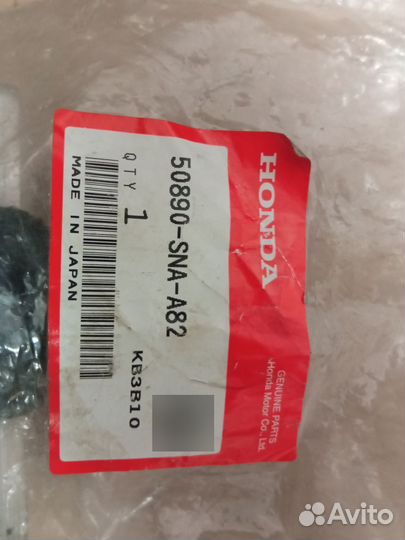 HONDA
GENUINE PARTS
Honda Motor Co., Ltd.
50890-SNA-A82
QTY 1
KB3B10
MADE IN JAPAN
Avito